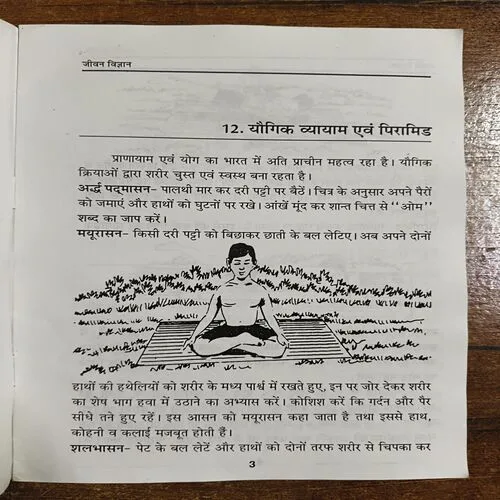 जीवन विज्ञान
12. यौगिक व्यायाम एवं पिरामिड
प्राणायाम एवं योग का भारत में अति प्राचीन महत्व रहा है। यौगिक
क्रियाओं द्वारा शरीर चुस्त एवं स्वस्थ बना रहता है।
अर्द्ध पद्मासन– पालथी मार कर दरी पट्टी पर बैठें। चित्र के अनुसार अपने पैरों
को जमाएं और हाथों को घुटनों पर रखे। आंखें मूंद कर शान्त चित्त से ''ओम''
शब्द का जाप करें।
मयूरासन– किसी दरी पट्टी को बिछाकर छाती के बल लेटिए। अब अपने दोनों
हाथों की हथेलियों को शरीर के मध्य पार्श्व में रखते हुए, इन पर जोर देकर शरीर
का शेष भाग हवा में उठाने का अभ्यास करें। कोशिश करें कि गर्दन और पैर
सीधे तने हुए रहें। इस आसन को मयूरासन कहा जाता है तथा इससे हाथ,
कोहनी व कलाई मजबूत होती हैं।
शलभासन– पेट के बल लेटें और हाथों को दोनों तरफ शरीर से चिपका कर
3